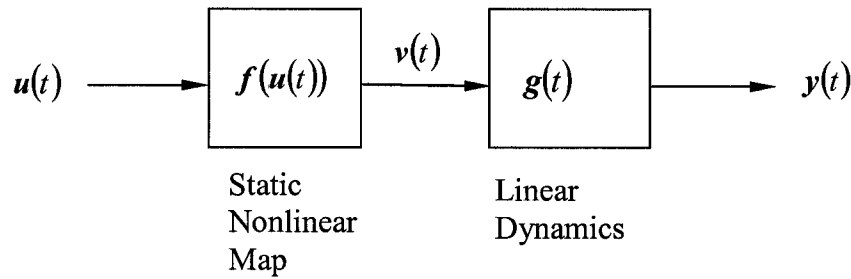 u(t)
f(u(t))
v(t)
g(t)
y(t)
Static
Nonlinear
Map
Linear
Dynamics